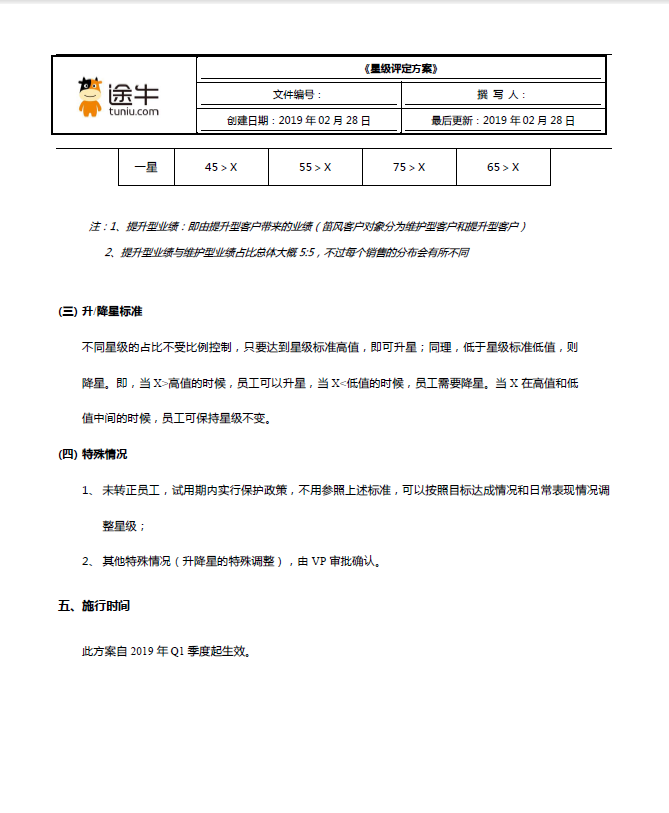 途牛
tuniu.com
《星级评定方案》
文件编号： 撰 写 人：
创建日期：2019 年 02 月 28 日 最后更新：2019 年 02 月 28 日
一星 45＞X 55＞X 75＞X 65＞X
注：1、提升型业绩：即由提升型客户带来的业绩（笛风客户对象分为维护型客户和提升型客户）
2、提升型业绩与维护型业绩占比总体大概 5:5，不过每个销售的分布会有所不同
(三) 升/降星标准
不同星级的占比不受比例控制，只要达到星级标准高值，即可升星；同理，低于星级标准低值，则
降星。即，当 X>高值的时候，员工可以升星，当 X<低值的时候，员工需要降星。当 X 在高值和低
值中间的时候，员工可保持星级不变。
(四) 特殊情况
1、 未转正员工，试用期内实行保护政策，不用参照上述标准，可以按照目标达成情况和日常表现情况调
整星级；
2、 其他特殊情况（升降星的特殊调整），由 VP 审批确认。
五、施行时间
此方案自 2019 年 Q1 季度起生效。